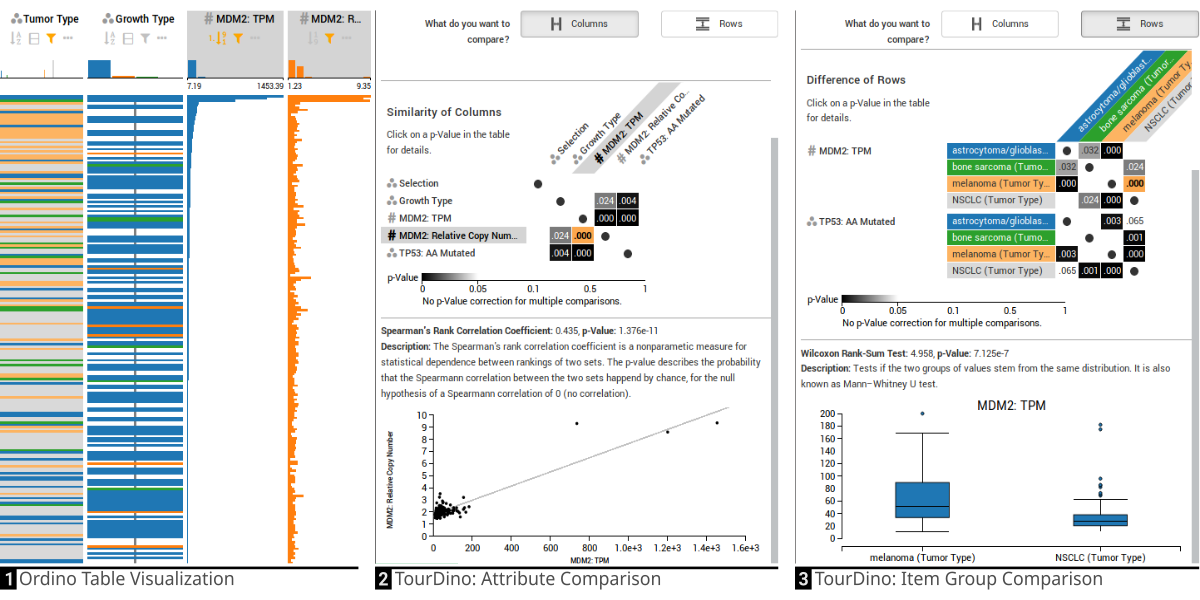 Tumor Type
Growth Type
# MDM2: TPM
# MDM2: R...
1.
7.19
1453.39
1.23
9.35
1 Ordino Table Visualization
What do you want to
compare?
Columns
Rows
Similarity of Columns
Click on a p-Value in the table
for details.
Selection
Growth Type
# MDM2: TPM
# MDM2: Relative Co...
TP53: AA Mutated
Selection
Growth Type
.024 .004
# MDM2: TPM
.000 .000
# MDM2: Relative Copy Num...
.024 .000
TP53: AA Mutated
.004 .000
p-Value
0 0.05 0.1 0.5 1
No p-Value correction for multiple comparisons.
Spearman's Rank Correlation Coefficient: 0.435, p-Value: 1.376e-11
Description: The Spearman's rank correlation coefficient is a nonparametic measure for
statistical dependence between rankings of two sets. The p-value describes the probability
that the Spearmann correlation between the two sets happend by chance, for the null
hypothesis of a Spearmann correlation of 0 (no correlation).
MDM2: Relative Copy Number
10
9
8
7
6
5
4
3
2
1
0
0 200 400 600 800 1.0e+3 1.2e+3 1.4e+3 1.6e+3
MDM2: TPM
2 TourDino: Attribute Comparison
What do you want to
compare?
Columns
Rows
Difference of Rows
Click on a p-Value in the table
for details.
astrocytoma/glioblast...
bone sarcoma (Tumor...
melanoma (Tumor Ty...
NSCLC (Tumor
# MDM2: TPM
astrocytoma/glioblas...
.032 .000
bone sarcoma (Tumo...
.032 .024
melanoma (Tumor Ty...
.000 .000
NSCLC (Tumor Type)
.024 .000
TP53: AA Mutated
astrocytoma/glioblas...
.003 .065
bone sarcoma (Tumo...
.001
melanoma (Tumor Ty...
.003 .000
NSCLC (Tumor Type)
.065 .001 .000
p-Value
0 0.05 0.1 0.5 1
No p-Value correction for multiple comparisons.
Wilcoxon Rank-Sum Test: 4.958, p-Value: 7.125e-7
Description: Tests if the two groups of values stem from the same distribution. It is also
known as Mann–Whitney U test.
MDM2: TPM
200
180
160
140
120
100
80
60
40
20
0
melanoma (Tumor Type)
NSCLC (Tumor Type)
3 TourDino: Item Group Comparison